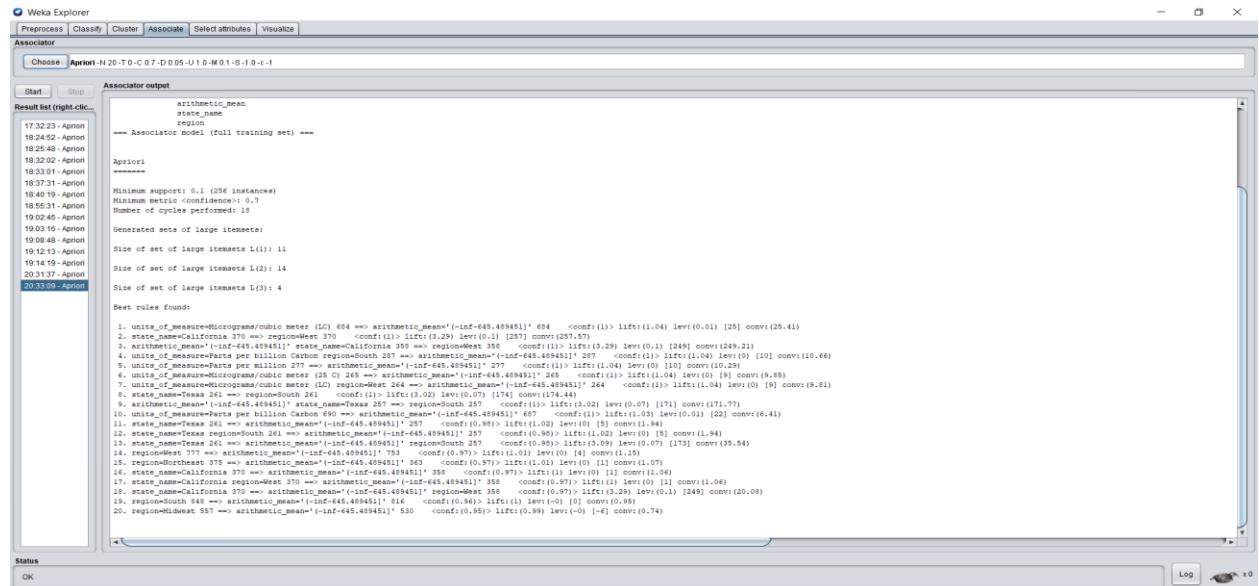 Weka Explorer
Preprocess Classify Cluster Associate Select attributes Visualize
Associator
Choose Apriori -N 20 -T 0 -C 0.7 -D 0.05 -U 1.0 -M 0.1 -S -1.0 -c -1
Start Stop
Associator output
Result list (right-clic...
17:32:23 - Apriori
18:24:52 - Apriori
18:25:48 - Apriori
18:32:02 - Apriori
18:33:01 - Apriori
18:37:31 - Apriori
18:40:19 - Apriori
18:55:31 - Apriori
19:02:45 - Apriori
19:03:16 - Apriori
19:08:48 - Apriori
19:12:13 - Apriori
19:14:19 - Apriori
20:31:37 - Apriori
20:33:09 - Apriori
arithmetic_mean
state_name
region
=== Associator model (full training set) ===
Apriori
=======
Minimum support: 0.1 (256 instances)
Minimum metric <confidence>: 0.7
Number of cycles performed: 18
Generated sets of large itemsets:
Size of set of large itemsets L(1): 11
Size of set of large itemsets L(2): 14
Size of set of large itemsets L(3): 4
Best rules found:
1. units_of_measure=Micrograms/cubic meter (LC) 684 ==> arithmetic_mean='(-inf-645.489451]' 684 <conf:(1)> lift:(1.04) lev:(0.01) [25] conv:(25.41)
2. state_name=California 370 ==> region=West 370 <conf:(1)> lift:(3.29) lev:(0.1) [257] conv:(257.57)
3. arithmetic_mean='(-inf-645.489451]' state_name=California 358 ==> region=West 358 <conf:(1)> lift:(3.29) lev:(0.1) [249] conv:(249.21)
4. units_of_measure=Parts per billion Carbon region=South 287 ==> arithmetic_mean='(-inf-645.489451]' 287 <conf:(1)> lift:(1.04) lev:(0) [10] conv:(10.66)
5. units_of_measure=Parts per million 277 ==> arithmetic_mean='(-inf-645.489451]' 277 <conf:(1)> lift:(1.04) lev:(0) [10] conv:(10.29)
6. units_of_measure=Micrograms/cubic meter (25 C) 265 ==> arithmetic_mean='(-inf-645.489451]' 265 <conf:(1)> lift:(1.04) lev:(0) [9] conv:(9.85)
7. units_of_measure=Micrograms/cubic meter (LC) region=West 264 ==> arithmetic_mean='(-inf-645.489451]' 264 <conf:(1)> lift:(1.04) lev:(0) [9] conv:(9.81)
8. state_name=Texas 261 ==> region=South 261 <conf:(1)> lift:(3.02) lev:(0.07) [174] conv:(174.44)
9. arithmetic_mean='(-inf-645.489451]' state_name=Texas 257 ==> region=South 257 <conf:(1)> lift:(3.02) lev:(0.07) [171] conv:(171.77)
10. units_of_measure=Parts per billion Carbon 690 ==> arithmetic_mean='(-inf-645.489451]' 687 <conf:(1)> lift:(1.03) lev:(0.01) [22] conv:(6.41)
11. state_name=Texas 261 ==> arithmetic_mean='(-inf-645.489451]' 257 <conf:(0.98)> lift:(1.02) lev:(0) [5] conv:(1.94)
12. state_name=Texas region=South 261 ==> arithmetic_mean='(-inf-645.489451]' 257 <conf:(0.98)> lift:(1.02) lev:(0) [5] conv:(1.94)
13. state_name=Texas 261 ==> arithmetic_mean='(-inf-645.489451]' region=South 257 <conf:(0.98)> lift:(3.09) lev:(0.07) [173] conv:(35.54)
14. region=West 777 ==> arithmetic_mean='(-inf-645.489451]' 753 <conf:(0.97)> lift:(1.01) lev:(0) [4] conv:(1.15)
15. region=Northeast 375 ==> arithmetic_mean='(-inf-645.489451]' 363 <conf:(0.97)> lift:(1.01) lev:(0) [1] conv:(1.07)
16. state_name=California 370 ==> arithmetic_mean='(-inf-645.489451]' 358 <conf:(0.97)> lift:(1) lev:(0) [1] conv:(1.06)
17. state_name=California region=West 370 ==> arithmetic_mean='(-inf-645.489451]' 358 <conf:(0.97)> lift:(1) lev:(0) [1] conv:(1.06)
18. state_name=California 370 ==> arithmetic_mean='(-inf-645.489451]' region=West 358 <conf:(0.97)> lift:(3.29) lev:(0.1) [249] conv:(20.08)
19. region=South 848 ==> arithmetic_mean='(-inf-645.489451]' 816 <conf:(0.96)> lift:(1) lev:(-0) [0] conv:(0.95)
20. region=Midwest 557 ==> arithmetic_mean='(-inf-645.489451]' 530 <conf:(0.95)> lift:(0.99) lev:(-0) [-6] conv:(0.74)
Status
OK
Log
x 0